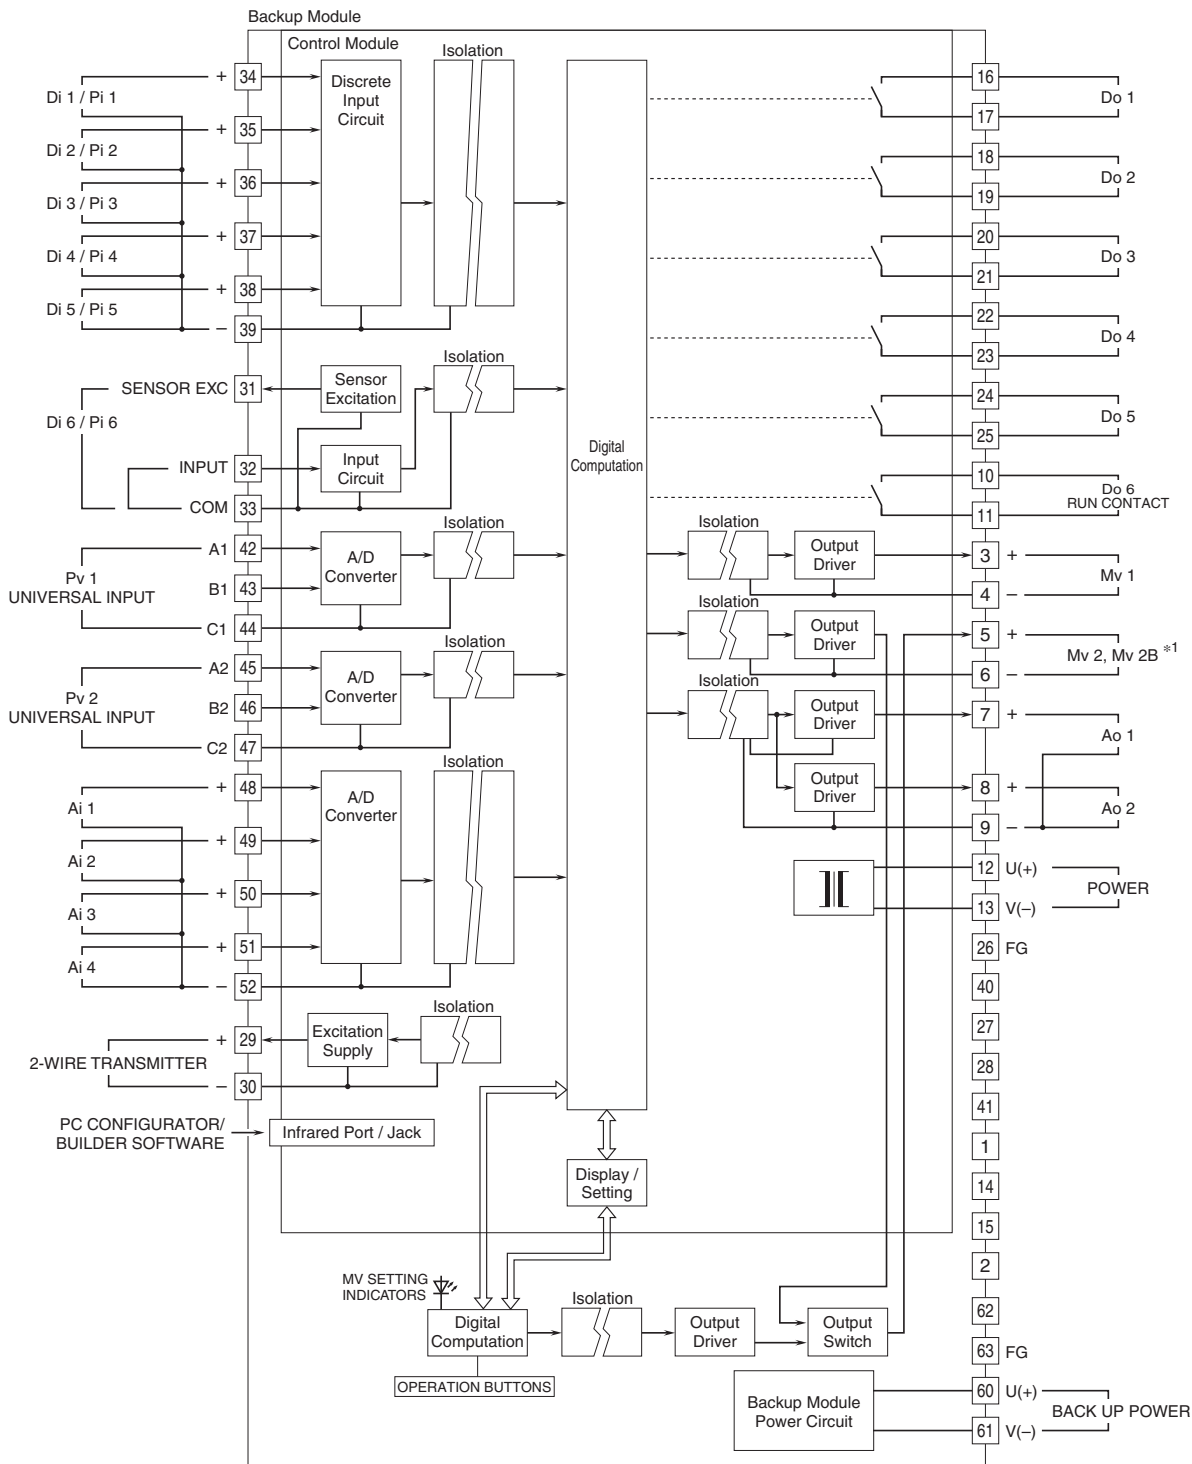 Backup Module
Control Module
Isolation
Di 1 / Pi 1
+ 34
Discrete
Input
Circuit
Di 2 / Pi 2
+ 35
Di 3 / Pi 3
+ 36
Di 4 / Pi 4
+ 37
Di 5 / Pi 5
+ 38
– 39
Isolation
SENSOR EXC 31
Sensor
Excitation
Di 6 / Pi 6
INPUT 32
Input
Circuit
COM 33
Isolation
A1 42
A/D
Converter
Pv 1
UNIVERSAL INPUT
B1 43
C1 44
Isolation
A2 45
A/D
Converter
Pv 2
UNIVERSAL INPUT
B2 46
C2 47
Isolation
+ 48
A/D
Converter
Ai 1
+ 49
Ai 2
+ 50
Ai 3
+ 51
Ai 4
– 52
Isolation
+ 29
Excitation
Supply
2-WIRE TRANSMITTER
– 30
PC CONFIGURATOR/
BUILDER SOFTWARE
Infrared Port / Jack
Digital
Computation
Display /
Setting
16
Do 1
17
18
Do 2
19
20
Do 3
21
22
Do 4
23
24
Do 5
25
10
Do 6
RUN CONTACT
11
Isolation
Output
Driver
3 +
Mv 1
4 –
Isolation
Output
Driver
5 +
Mv 2, Mv 2B *1
6 –
Isolation
Output
Driver
7 +
Ao 1
Output
Driver
8 +
Ao 2
9 –
12 U(+)
POWER
13 V(–)
26 FG
40
27
28
41
1
14
15
2
62
63 FG
MV SETTING
INDICATORS
Digital
Computation
OPERATION BUTTONS
Isolation
Output
Driver
Output
Switch
Backup Module
Power Circuit
60 U(+)
BACK UP POWER
61 V(–)